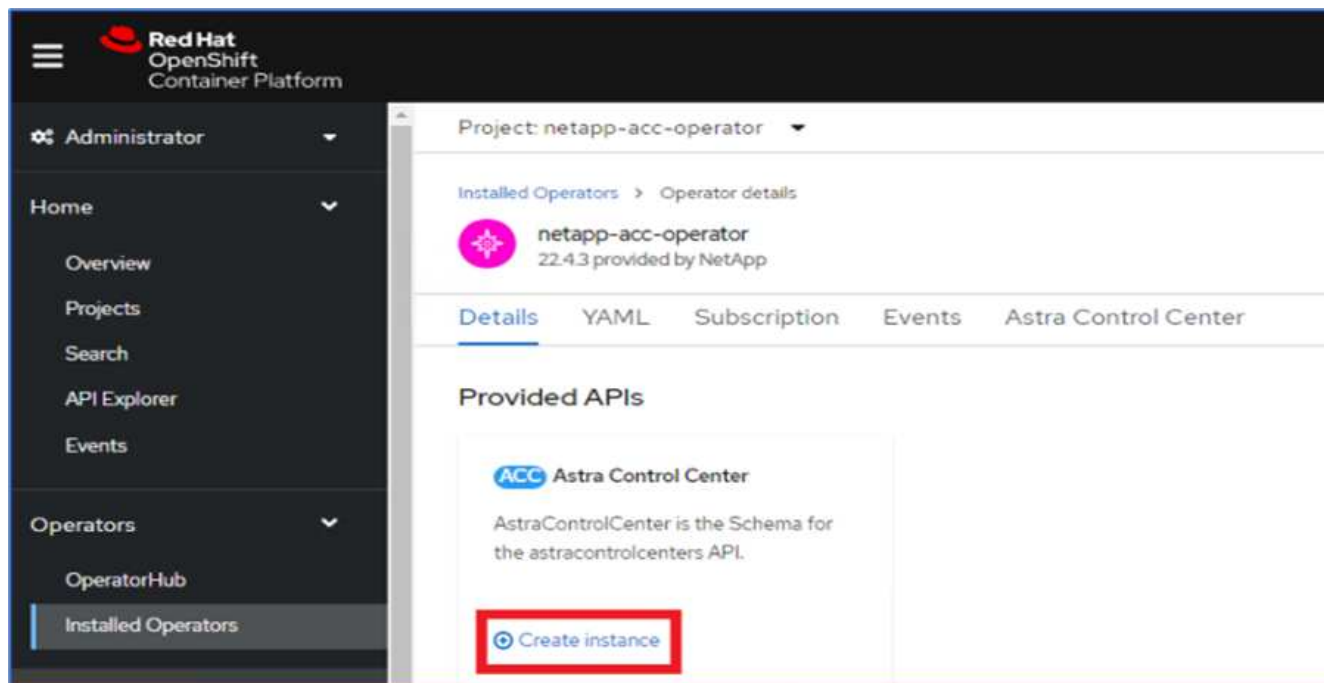 Red Hat
OpenShift
Container Platform
Administrator
Home
Overview
Projects
Search
API Explorer
Events
Operators
OperatorHub
Installed Operators
Project: netapp-acc-operator
Installed Operators > Operator details
netapp-acc-operator
22.4.3 provided by NetApp
Details YAML Subscription Events Astra Control Center
Provided APIs
ACC Astra Control Center
AstraControlCenter is the Schema for
the astracontrolcenters API.
Create instance